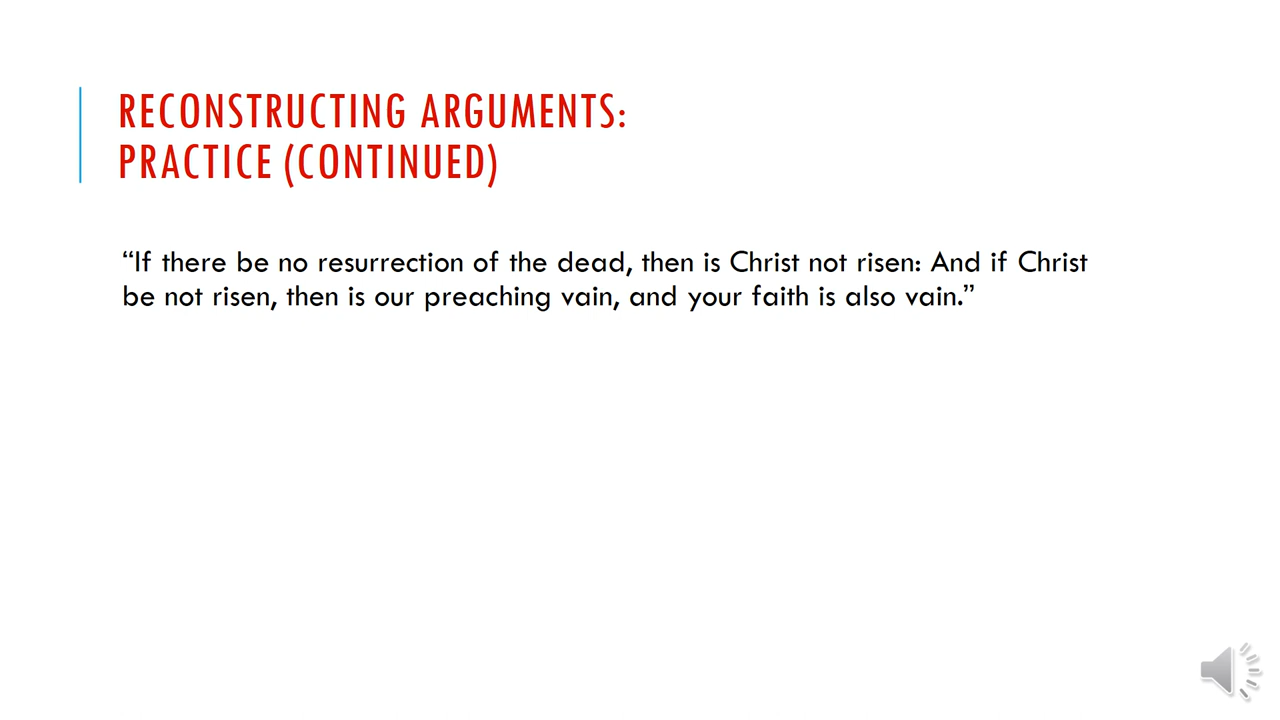 RECONSTRUCTING ARGUMENTS:
PRACTICE (CONTINUED)
“If there be no resurrection of the dead, then is Christ not risen: And if Christ
be not risen, then is our preaching vain, and your faith is also vain.”